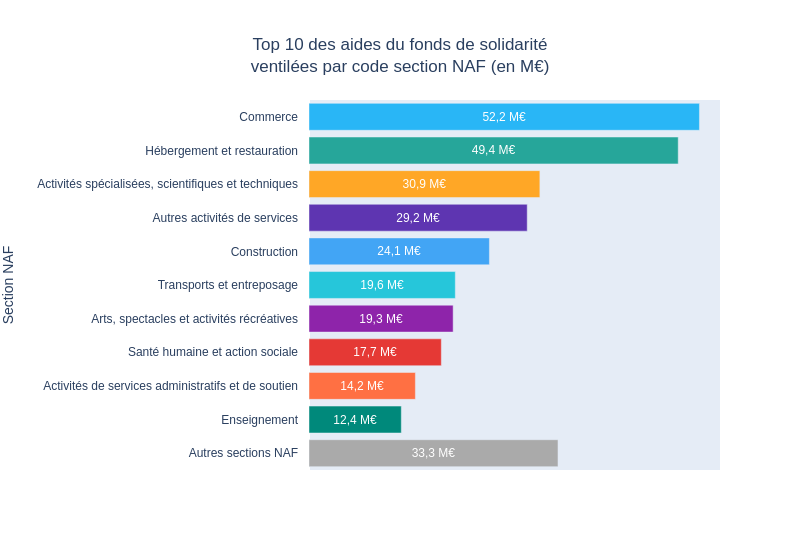 Top 10 des aides du fonds de solidarité
ventilées par code section NAF (en M€)
Section NAF
Commerce 52,2 M€
Hébergement et restauration 49,4 M€
Activités spécialisées, scientifiques et techniques 30,9 M€
Autres activités de services 29,2 M€
Construction 24,1 M€
Transports et entreposage 19,6 M€
Arts, spectacles et activités récréatives 19,3 M€
Santé humaine et action sociale 17,7 M€
Activités de services administratifs et de soutien 14,2 M€
Enseignement 12,4 M€
Autres sections NAF 33,3 M€